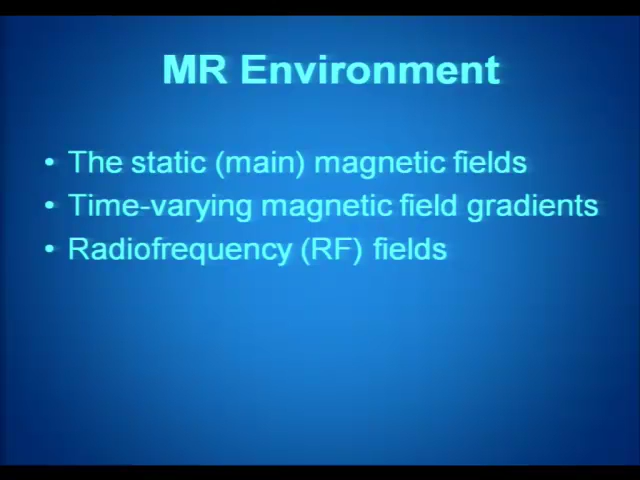 MR Environment
• The static (main) magnetic fields
• Time-varying magnetic field gradients
• Radiofrequency (RF) fields